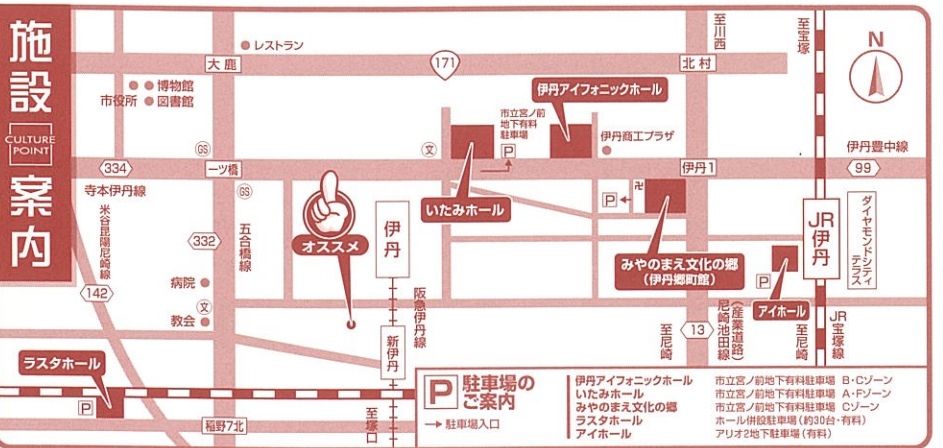 施設
CULTURE
POINT
案内
レストラン
大鹿
171
北村
至川西
至宝塚
N
博物館
市役所
図書館
市立宮ノ前
地下有料
駐車場
P
伊丹アイフォニックホール
伊丹商工プラザ
伊丹豊中線
99
GS
文
334
一ツ橋
伊丹1
寺本伊丹線
GS
卍
P
いたみホール
米谷昆陽尼崎線
142
332
五合橋線
オススメ
伊丹
みやのまえ文化の郷
(伊丹郷町館)
JR伊丹
ダイヤモンドシティ
テラス
P
アイホール
病院
文
教会
阪急伊丹線
新伊丹
至尼崎
13
尼崎池田線
(産業道路)
至尼崎
JR宝塚線
ラスタホール
P
稲野7北
至塚口
P 駐車場の
ご案内
→ 駐車場入口
伊丹アイフォニックホール 市立宮ノ前地下有料駐車場 B・Cゾーン
いたみホール 市立宮ノ前地下有料駐車場 A・Fゾーン
みやのまえ文化の郷 市立宮ノ前地下有料駐車場 Cゾーン
ラスタホール ホール併設駐車場(約30台・有料)
アイホール アリオ2地下駐車場(有料)